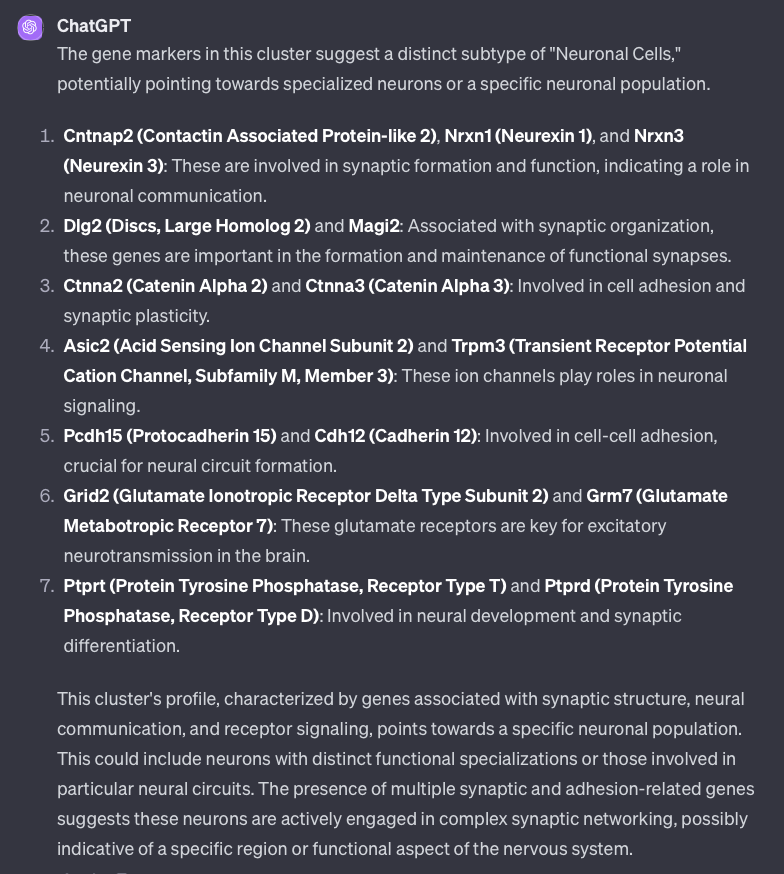 ChatGPT
The gene markers in this cluster suggest a distinct subtype of "Neuronal Cells,"
potentially pointing towards specialized neurons or a specific neuronal population.
1. Cntnap2 (Contactin Associated Protein-like 2), Nrxn1 (Neurexin 1), and Nrxn3
(Neurexin 3): These are involved in synaptic formation and function, indicating a role in
neuronal communication.
2. Dlg2 (Discs, Large Homolog 2) and Magi2: Associated with synaptic organization,
these genes are important in the formation and maintenance of functional synapses.
3. Ctnna2 (Catenin Alpha 2) and Ctnna3 (Catenin Alpha 3): Involved in cell adhesion and
synaptic plasticity.
4. Asic2 (Acid Sensing Ion Channel Subunit 2) and Trpm3 (Transient Receptor Potential
Cation Channel, Subfamily M, Member 3): These ion channels play roles in neuronal
signaling.
5. Pcdh15 (Protocadherin 15) and Cdh12 (Cadherin 12): Involved in cell-cell adhesion,
crucial for neural circuit formation.
6. Grid2 (Glutamate Ionotropic Receptor Delta Type Subunit 2) and Grm7 (Glutamate
Metabotropic Receptor 7): These glutamate receptors are key for excitatory
neurotransmission in the brain.
7. Ptprt (Protein Tyrosine Phosphatase, Receptor Type T) and Ptprd (Protein Tyrosine
Phosphatase, Receptor Type D): Involved in neural development and synaptic
differentiation.
This cluster's profile, characterized by genes associated with synaptic structure, neural
communication, and receptor signaling, points towards a specific neuronal population.
This could include neurons with distinct functional specializations or those involved in
particular neural circuits. The presence of multiple synaptic and adhesion-related genes
suggests these neurons are actively engaged in complex synaptic networking, possibly
indicative of a specific region or functional aspect of the nervous system.